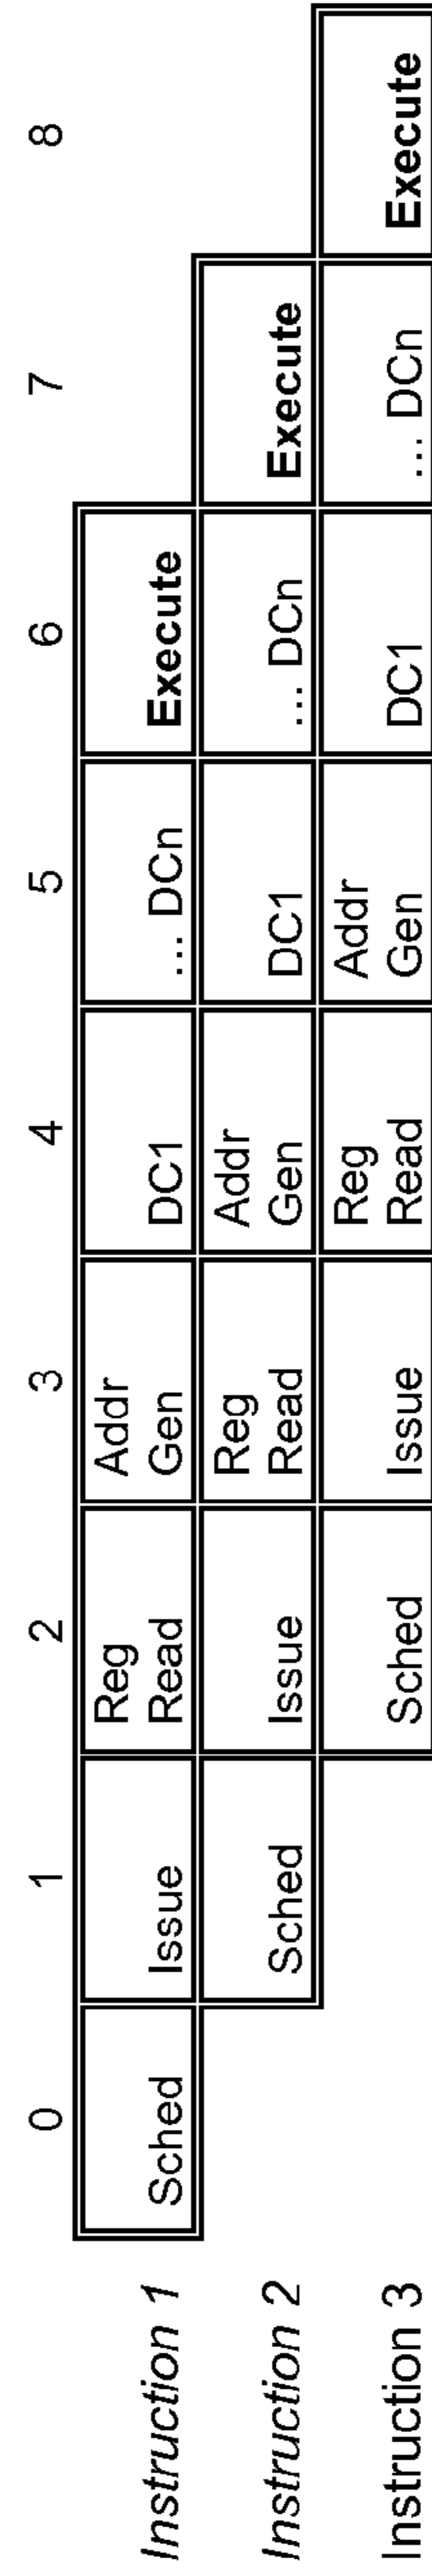 0 1 2 3 4 5 6 7 8
Instruction 1 Sched Issue Reg Read Addr Gen DC1 ... DCn Execute
Instruction 2 Sched Issue Reg Read Addr Gen DC1 ... DCn Execute
Instruction 3 Sched Issue Reg Read Addr Gen DC1 ... DCn Execute